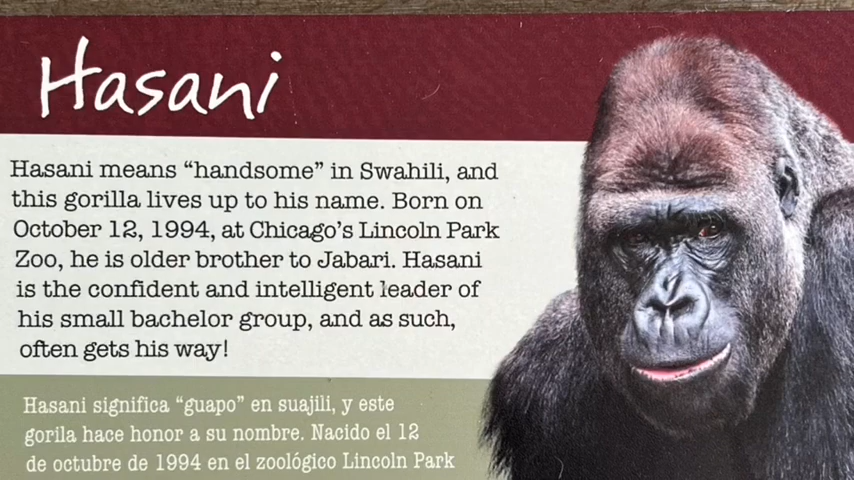 Hasani
Hasani means “handsome” in Swahili, and
this gorilla lives up to his name. Born on
October 12, 1994, at Chicago’s Lincoln Park
Zoo, he is older brother to Jabari. Hasani
is the confident and intelligent leader of
his small bachelor group, and as such,
often gets his way!
Hasani significa “guapo” en suajili, y este
gorila hace honor a su nombre. Nacido el 12
de octubre de 1994 en el zoológico Lincoln Park